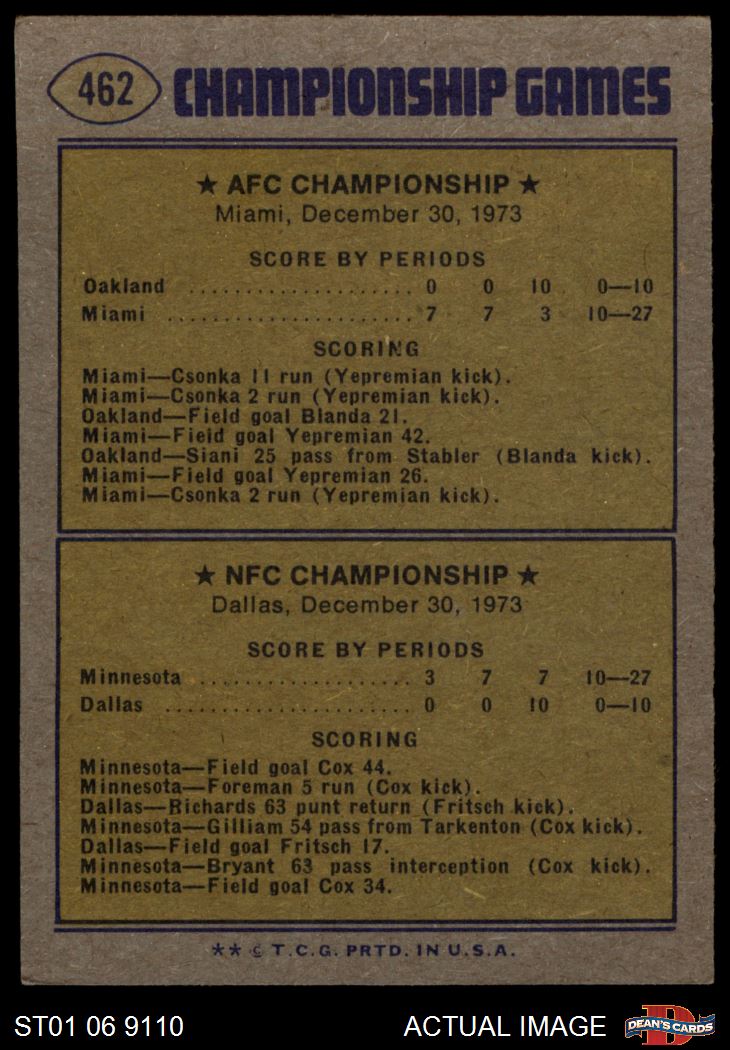 462 CHAMPIONSHIP GAMES
★ AFC CHAMPIONSHIP ★
Miami, December 30, 1973
SCORE BY PERIODS
Oakland .................... 0 0 10 0—10
Miami ...................... 7 7 3 10—27
SCORING
Miami—Csonka 11 run (Yepremian kick).
Miami—Csonka 2 run (Yepremian kick).
Oakland—Field goal Blanda 21.
Miami—Field goal Yepremian 42.
Oakland—Siani 25 pass from Stabler (Blanda kick).
Miami—Field goal Yepremian 26.
Miami—Csonka 2 run (Yepremian kick).
★ NFC CHAMPIONSHIP ★
Dallas, December 30, 1973
SCORE BY PERIODS
Minnesota ................... 3 7 7 10—27
Dallas ...................... 0 0 10 0—10
SCORING
Minnesota—Field goal Cox 44.
Minnesota—Foreman 5 run (Cox kick).
Dallas—Richards 63 punt return (Fritsch kick).
Minnesota—Gilliam 54 pass from Tarkenton (Cox kick).
Dallas—Field goal Fritsch 17.
Minnesota—Bryant 63 pass interception (Cox kick).
Minnesota—Field goal Cox 34.
★★ © T.C.G. PRTD. IN U.S.A.
ST01 06 9110 ACTUAL IMAGE D DEAN'S CARDS